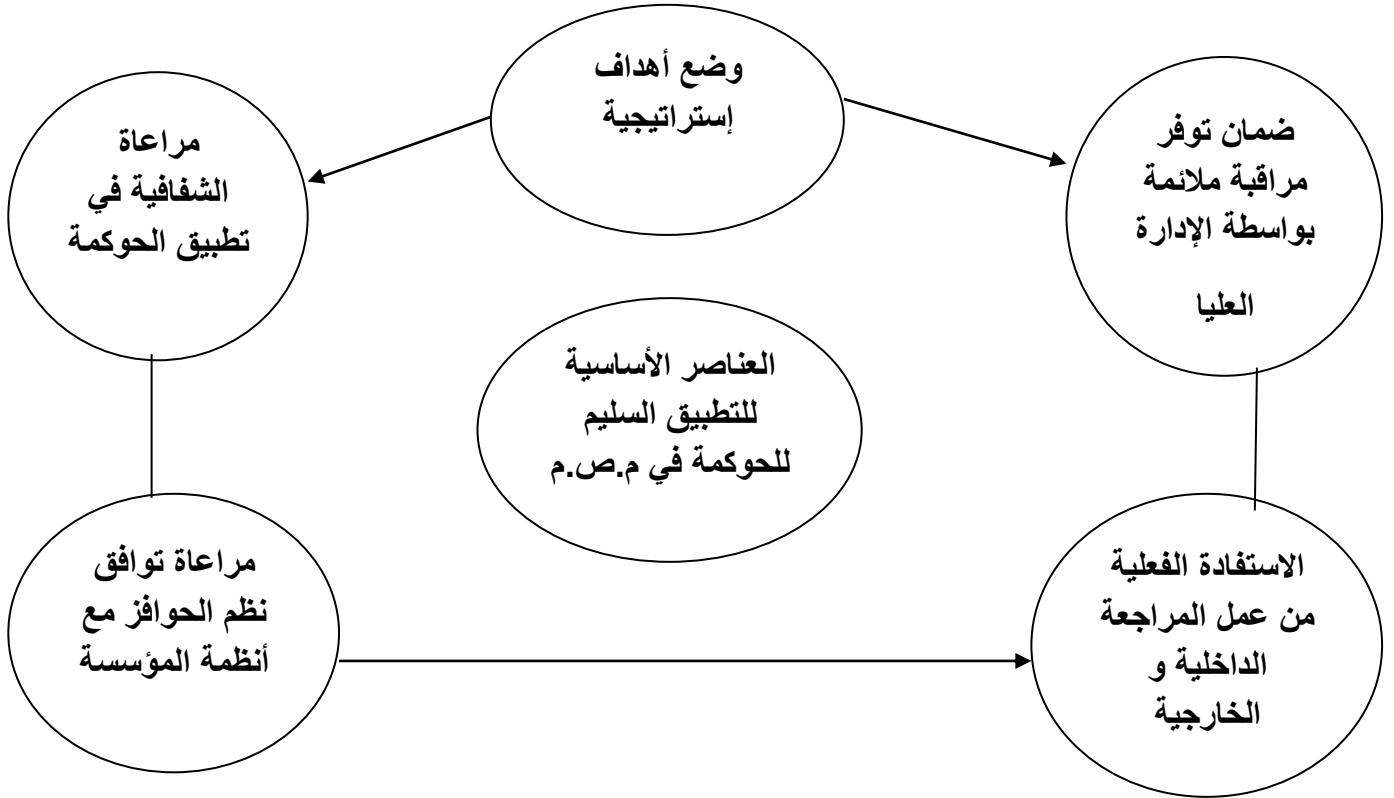 وضع أهداف
إستراتيجية
ضمان توفر
مراقبة ملائمة
بواسطة الإدارة
العليا
مراعاة
الشفافية في
تطبيق الحوكمة
العناصر الأساسية
للتطبيق السليم
للحوكمة في م.ص.م
الاستفادة الفعلية
من عمل المراجعة
الداخلية و
الخارجية
مراعاة توافق
نظم الحوافز مع
أنظمة المؤسسة